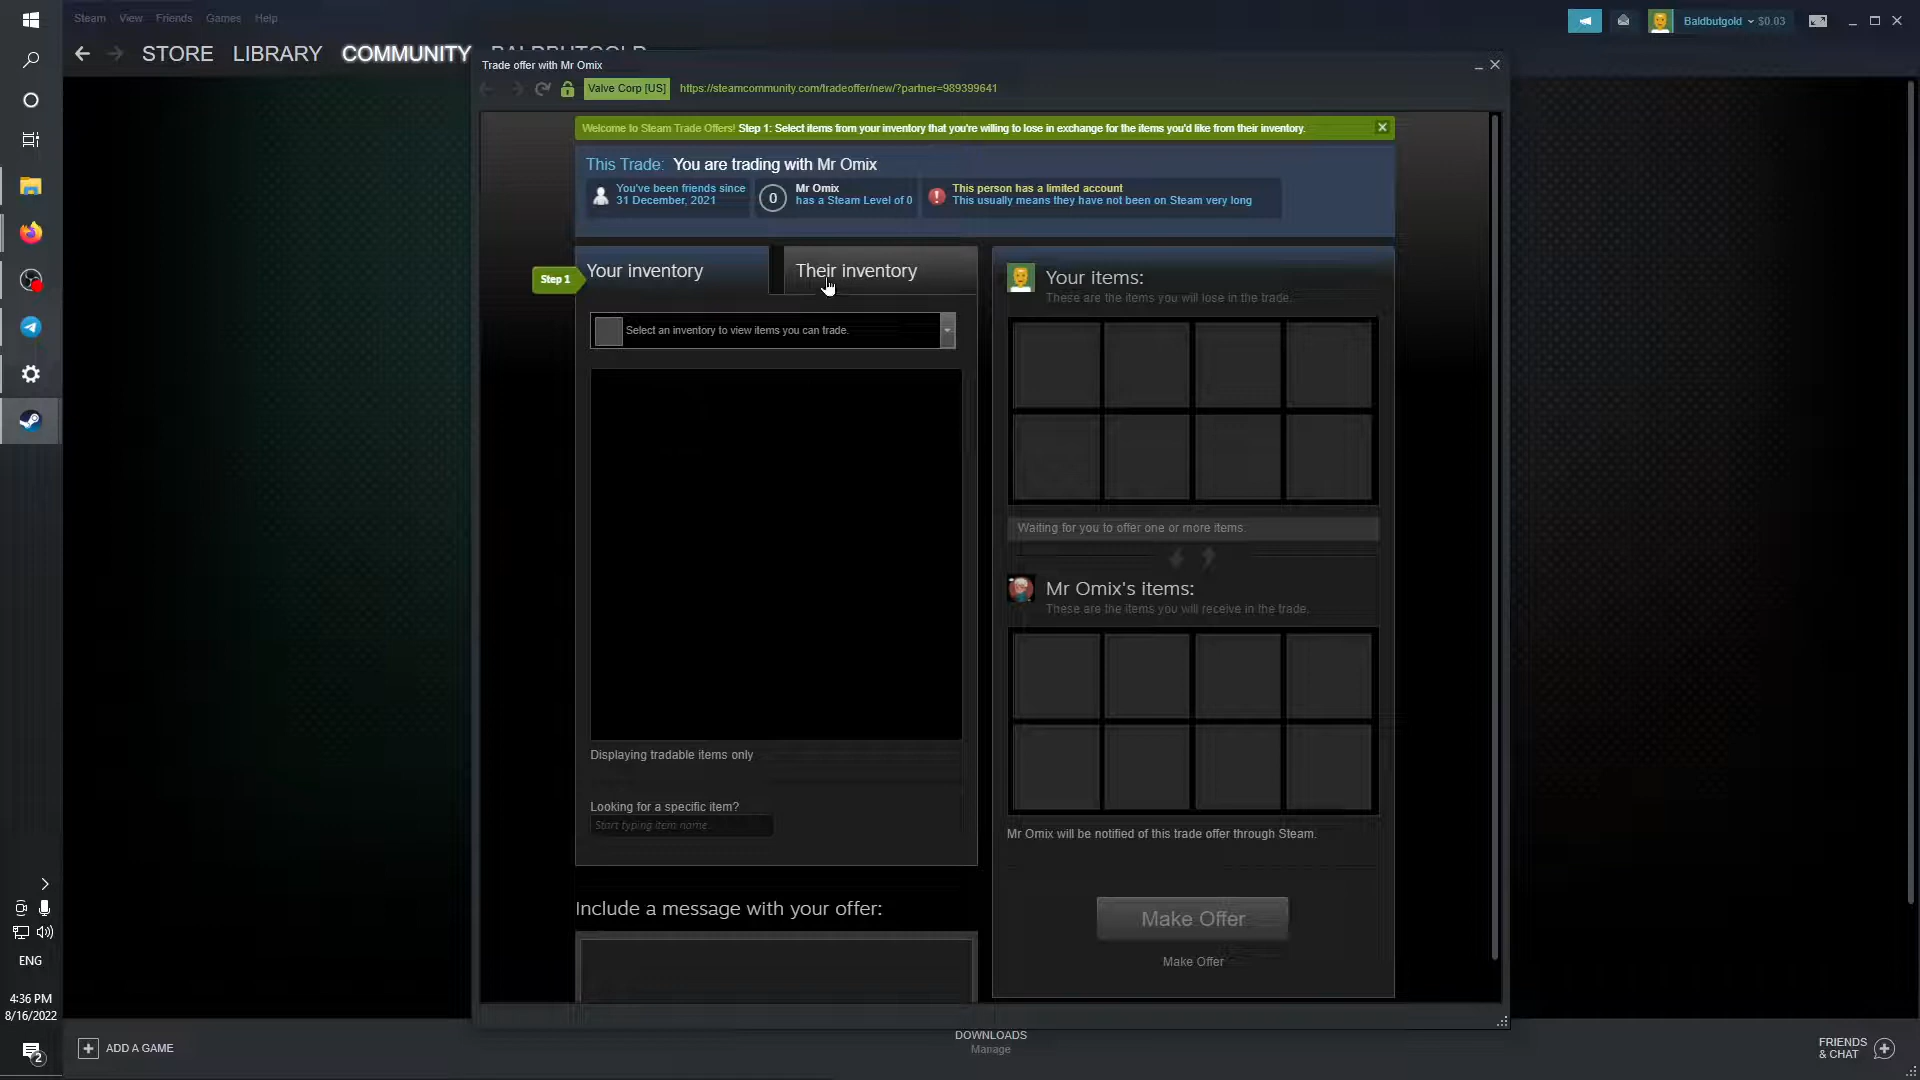 Steam View Friends Games Help
Baldbutgold $0.03
STORE LIBRARY COMMUNITY BALDBUTGOLD
Trade offer with Mr Omix
Valve Corp [US] https://steamcommunity.com/tradeoffer/new/?partner=989399641
Welcome to Steam Trade Offers! Step 1: Select items from your inventory that you're willing to lose in exchange for the items you'd like from their inventory.
This Trade: You are trading with Mr Omix
You've been friends since
31 December, 2021
0
Mr Omix
has a Steam Level of 0
This person has a limited account
This usually means they have not been on Steam very long
Step 1
Your inventory
Their inventory
Select an inventory to view items you can trade.
Displaying tradable items only
Looking for a specific item?
Start typing item name...
Include a message with your offer:
Your items:
These are the items you will lose in the trade.
Waiting for you to offer one or more items.
Mr Omix's items:
These are the items you will receive in the trade.
Mr Omix will be notified of this trade offer through Steam.
Make Offer
Make Offer
ENG
4:36 PM
8/16/2022
2
ADD A GAME
DOWNLOADS
Manage
FRIENDS
& CHAT